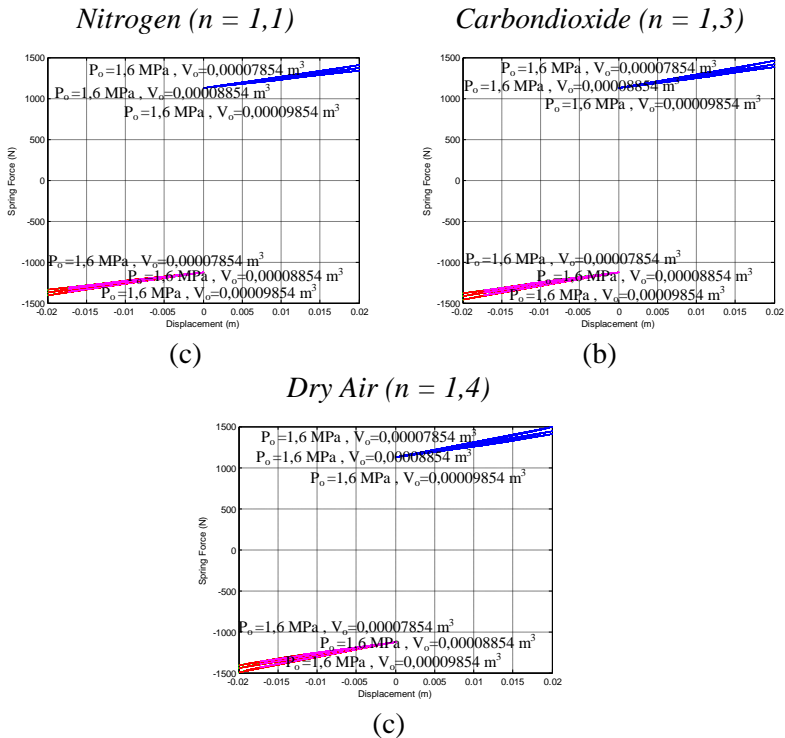 Nitrogen (n = 1,1)
1500
1000
500
0
-500
-1000
-1500
Spring Force (N)
Po=1,6 MPa , Vo=0,00007854 m3
Po=1,6 MPa , Vo=0,00008854 m3
Po=1,6 MPa , Vo=0,00009854 m3
Po=1,6 MPa , Vo=0,00007854 m3
Po=1,6 MPa , Vo=0,00008854 m3
Po=1,6 MPa , Vo=0,00009854 m3
-0.02 -0.015 -0.01 -0.005 0 0.005 0.01 0.015 0.02
Displacement (m)
(c)
Carbondioxide (n = 1,3)
1500
1000
500
0
-500
-1000
-1500
Spring Force (N)
Po=1,6 MPa , Vo=0,00007854 m3
Po=1,6 MPa , Vo=0,00008854 m3
Po=1,6 MPa , Vo=0,00009854 m3
Po=1,6 MPa , Vo=0,00007854 m3
Po=1,6 MPa , Vo=0,00008854 m3
Po=1,6 MPa , Vo=0,00009854 m3
-0.02 -0.015 -0.01 -0.005 0 0.005 0.01 0.015 0.02
Displacement (m)
(b)
Dry Air (n = 1,4)
1500
1000
500
0
-500
-1000
-1500
Spring Force (N)
Po=1,6 MPa , Vo=0,00007854 m3
Po=1,6 MPa , Vo=0,00008854 m3
Po=1,6 MPa , Vo=0,00009854 m3
Po=1,6 MPa , Vo=0,00007854 m3
Po=1,6 MPa , Vo=0,00008854 m3
Po=1,6 MPa , Vo=0,00009854 m3
-0.02 -0.015 -0.01 -0.005 0 0.005 0.01 0.015 0.02
Displacement (m)
(c)